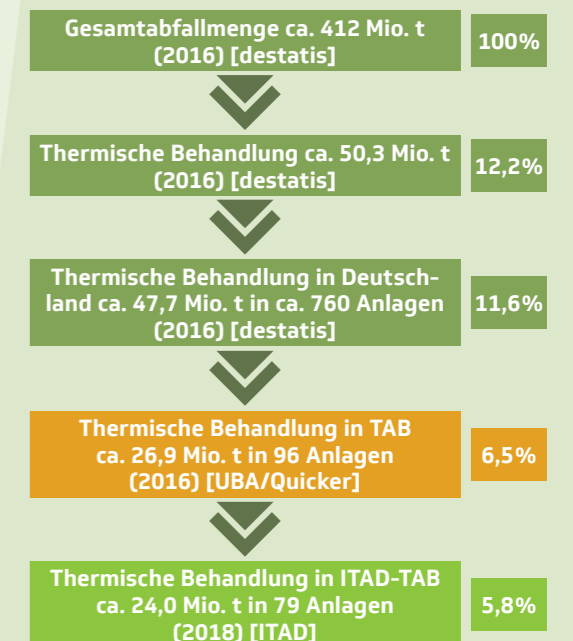 Gesamtabfallmenge ca. 412 Mio. t
(2016) [destatis]
100%
Thermische Behandlung ca. 50,3 Mio. t
(2016) [destatis]
12,2%
Thermische Behandlung in Deutsch-
land ca. 47,7 Mio. t in ca. 760 Anlagen
(2016) [destatis]
11,6%
Thermische Behandlung in TAB
ca. 26,9 Mio. t in 96 Anlagen
(2016) [UBA/Quicker]
6,5%
Thermische Behandlung in ITAD-TAB
ca. 24,0 Mio. t in 79 Anlagen
(2018) [ITAD]
5,8%